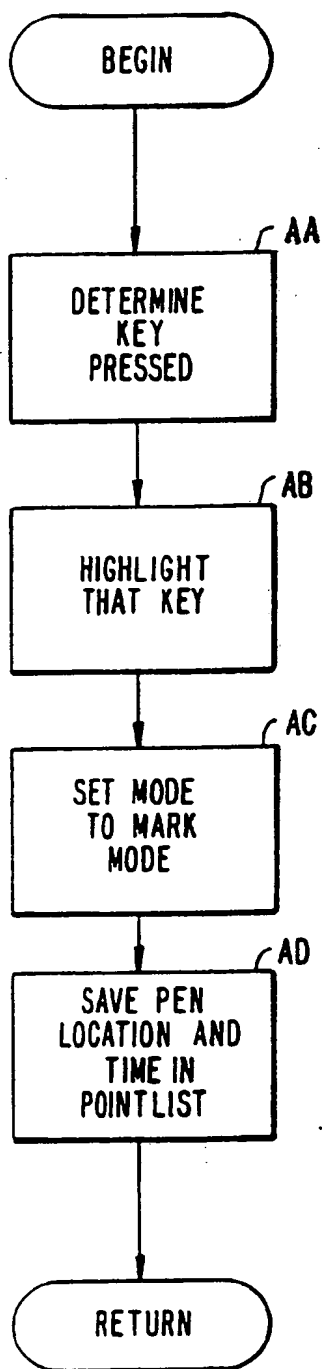 BEGIN
AA
DETERMINE
KEY
PRESSED
AB
HIGHLIGHT
THAT KEY
AC
SET MODE
TO MARK
MODE
AD
SAVE PEN
LOCATION AND
TIME IN
POINTLIST
RETURN